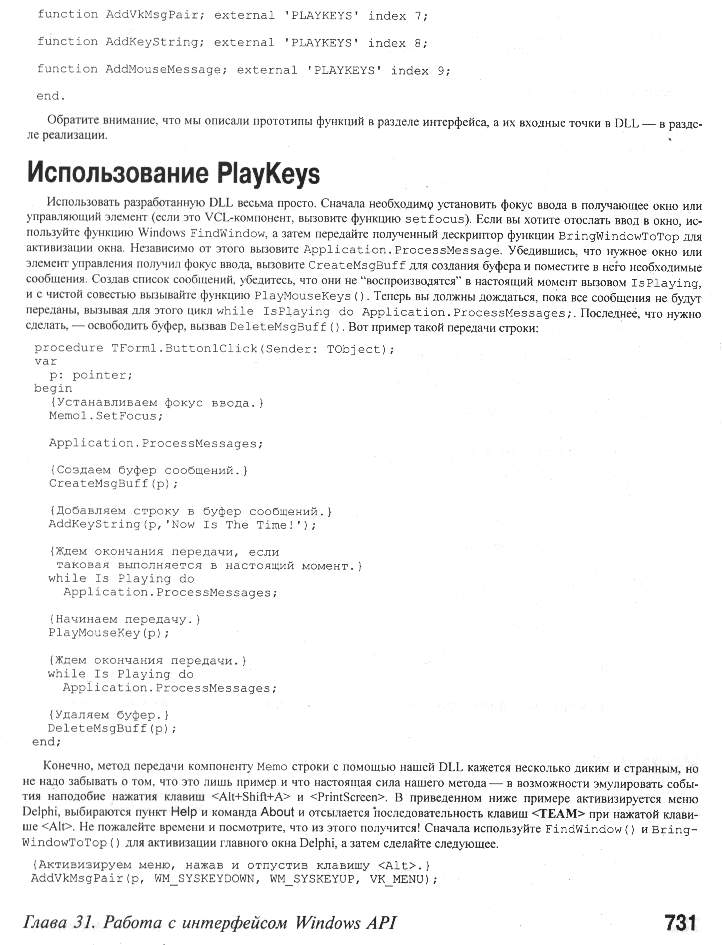 function AddVkMsgPair; external 'PLAYKEYS' index 7;
function AddKeyString; external 'PLAYKEYS' index 8;
function AddMouseMessage; external 'PLAYKEYS' index 9;
end.
Обратите внимание, что мы описали прототипы функций в разделе интерфейса, а их входные точки в DLL — в разде-
ле реализации.
Использование PlayKeys
Использовать разработанную DLL весьма просто. Сначала необходимо установить фокус ввода в получающее окно или
управляющий элемент (если это VCL-компонент, вызовите функцию setfocus). Если вы хотите отослать ввод в окно, ис-
пользуйте функцию Windows FindWindow, а затем передайте полученный дескриптор функции BringWindowToTop для
активизации окна. Независимо от этого вызовите Application.ProcessMessage. Убедившись, что нужное окно или
элемент управления получил фокус ввода, вызовите CreateMsgBuff для создания буфера и поместите в него необходимые
сообщения. Создав список сообщений, убедитесь, что они не “воспроизводятся” в настоящий момент вызовом IsPlaying,
и с чистой совестью вызывайте функцию PlayMouseKeys(). Теперь вы должны дождаться, пока все сообщения не будут
переданы, вызывая для этого цикл while IsPlaying do Application.ProcessMessages;. Последнее, что нужно
сделать, — освободить буфер, вызвав DeleteMsgBuff(). Вот пример такой передачи строки:
procedure TForm1.Button1Click(Sender: TObject);
var
p: pointer;
begin
{Устанавливаем фокус ввода.}
Memo1.SetFocus;
Application.ProcessMessages;
{Создаем буфер сообщений.}
CreateMsgBuff(p);
{Добавляем строку в буфер сообщений.}
AddKeyString(p,'Now Is The Time!');
{Ждем окончания передачи, если
таковая выполняется в настоящий момент.}
while Is Playing do
Application.ProcessMessages;
{Начинаем передачу.}
PlayMouseKey(p);
{Ждем окончания передачи.}
while Is Playing do
Application.ProcessMessages;
{Удаляем буфер.}
DeleteMsgBuff(p);
end;
Конечно, метод передачи компоненту Memo строки с помощью нашей DLL кажется несколько диким и странным, но
не надо забывать о том, что это лишь пример и что настоящая сила нашего метода — в возможности эмулировать собы-
тия наподобие нажатия клавиш <Alt+Shift+A> и <PrintScreen>. В приведенном ниже примере активизируется меню
Delphi, выбираются пункт Help и команда About и отсылается последовательность клавиш <TEAM> при нажатой клави-
ше <Alt>. Не пожалейте времени и посмотрите, что из этого получится! Сначала используйте FindWindow() и Bring-
WindowToTop() для активизации главного окна Delphi, а затем сделайте следующее.
{Активизируем меню, нажав и отпустив клавишу <Alt>.}
AddVkMsgPair(p, WM_SYSKEYDOWN, WM_SYSKEYUP, VK_MENU);
Глава 31. Работа с интерфейсом Windows API 731